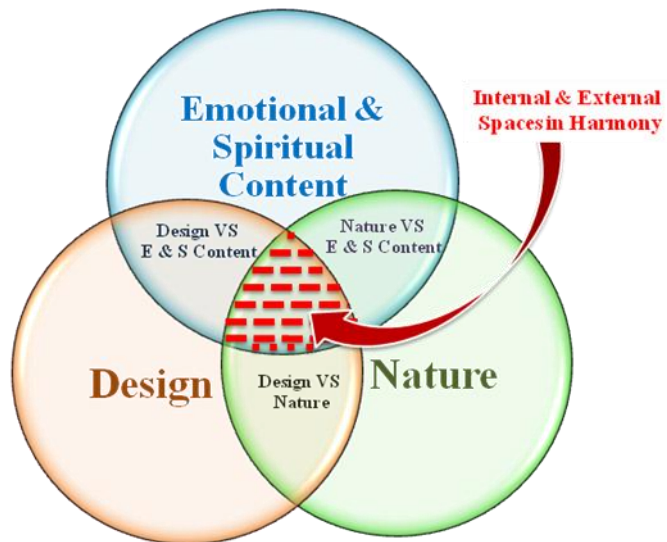 Emotional &
Spiritual
Content
Internal & External
Spaces in Harmony
Design VS
E & S Content
Nature VS
E & S Content
Design
Design VS
Nature
Nature